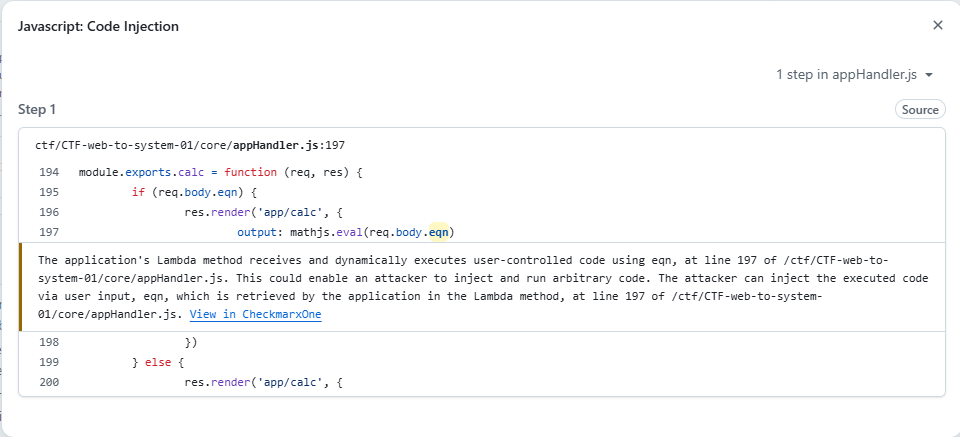 Javascript: Code Injection
1 step in appHandler.js
Step 1
Source
ctf/CTF-web-to-system-01/core/appHandler.js:197
194 module.exports.calc = function (req, res) {
195 if (req.body.eqn) {
196 res.render('app/calc', {
197 output: mathjs.eval(req.body.eqn)
The application's Lambda method receives and dynamically executes user-controlled code using eqn, at line 197 of /ctf/CTF-web-to-
system-01/core/appHandler.js. This could enable an attacker to inject and run arbitrary code. The attacker can inject the executed code
via user input, eqn, which is retrieved by the application in the Lambda method, at line 197 of /ctf/CTF-web-to-system-
01/core/appHandler.js. View in CheckmarxOne
198 })
199 } else {
200 res.render('app/calc', {